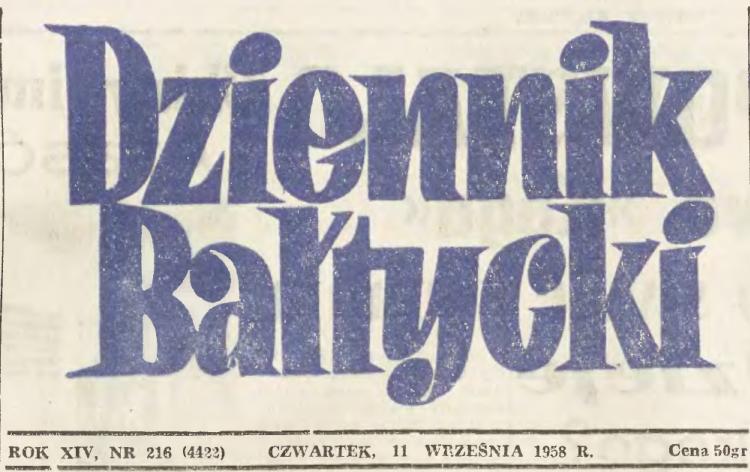 Dziennik
Bałtycki
ROK XIV, NR 216 (4422) CZWARTEK, 11 WRZEŚNIA 1958 R. Cena 50gr